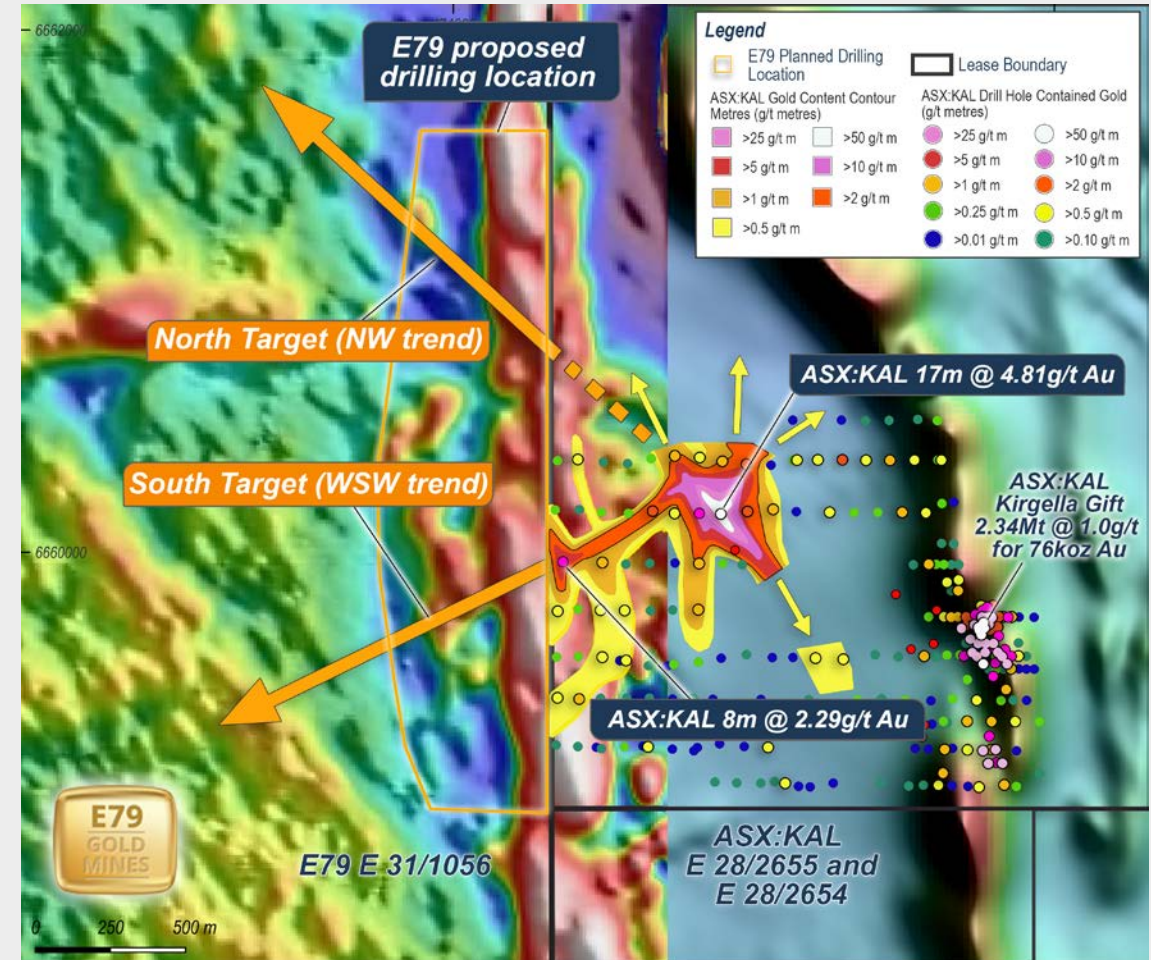 6662000
E79 proposed
drilling location
Legend
E79 Planned Drilling
Location
Lease Boundary
ASX:KAL Gold Content Contour
Metres (g/t metres)
>25 g/t m
>50 g/t m
>5 g/t m
>10 g/t m
>1 g/t m
>2 g/t m
>0.5 g/t m
ASX:KAL Drill Hole Contained Gold
(g/t metres)
>25 g/t m
>50 g/t m
>5 g/t m
>10 g/t m
>1 g/t m
>2 g/t m
>0.25 g/t m
>0.5 g/t m
>0.01 g/t m
>0.10 g/t m
North Target (NW trend)
ASX:KAL 17m @ 4.81g/t Au
South Target (WSW trend)
ASX:KAL
Kirgella Gift
2.34Mt @ 1.0g/t
for 76koz Au
6660000
ASX:KAL 8m @ 2.29g/t Au
E79
GOLD
MINES
E79 E 31/1056
ASX:KAL
E 28/2655 and
E 28/2654
0 250 500 m